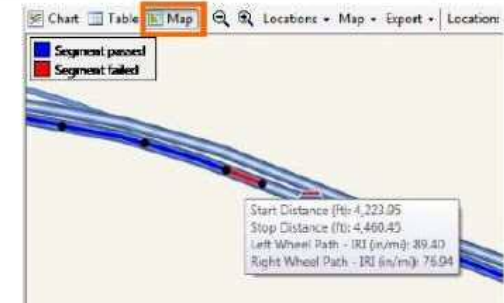 Chart Table Map Locations Map Export Locations
Segment passed
Segment failed
Start Distance (ft): 4,223.05
Stop Distance (ft): 4,460.45
Left Wheel Path - IRI (in/mi): 89.40
Right Wheel Path - IRI (in/mi): 76.94